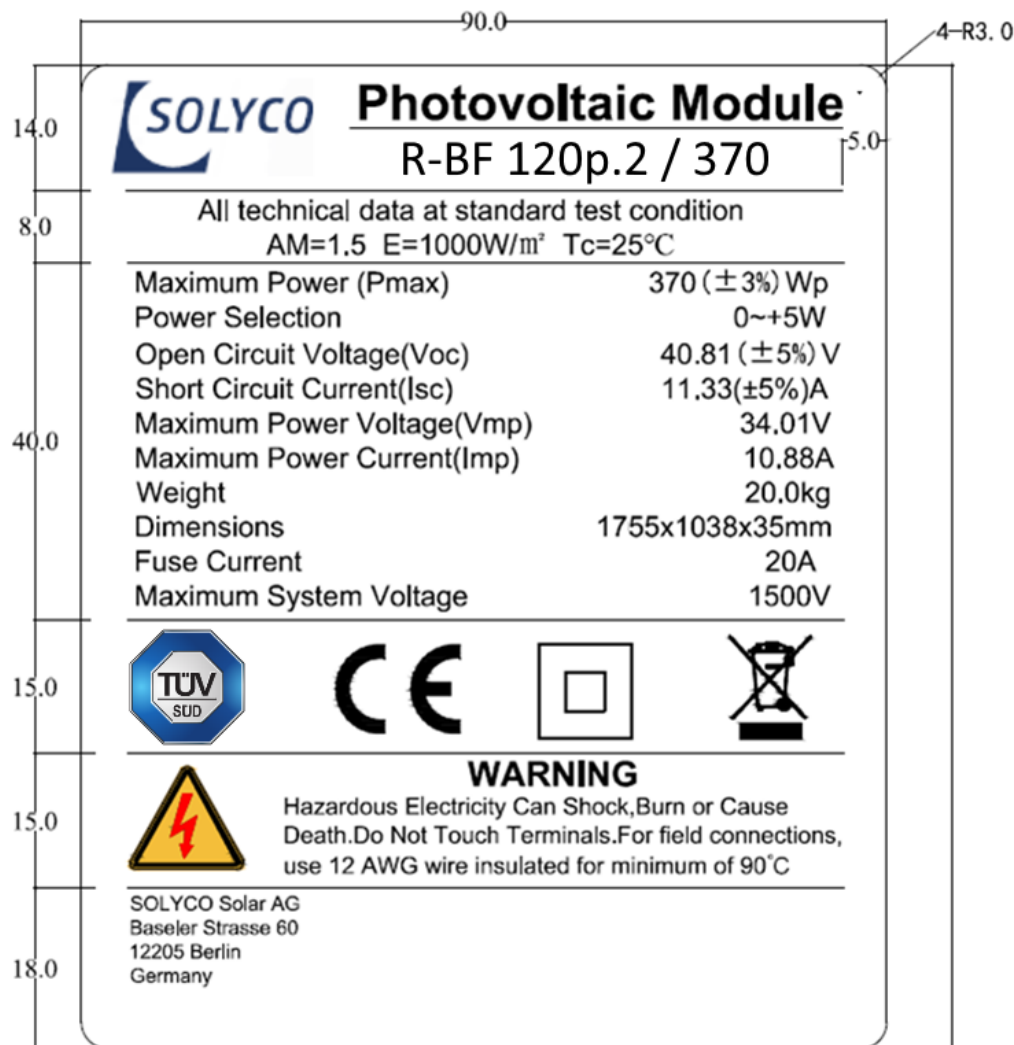 90.0
4-R3.0
SOLYCO
Photovoltaic Module
14.0
5.0
R-BF 120p.2 / 370
All technical data at standard test condition
8.0
AM=1.5 E=1000W/m² Tc=25℃
Maximum Power (Pmax) 370(±3%)Wp
Power Selection 0~+5W
Open Circuit Voltage(Voc) 40.81(±5%)V
Short Circuit Current(Isc) 11.33(±5%)A
Maximum Power Voltage(Vmp) 34.01V
40.0
Maximum Power Current(Imp) 10.88A
Weight 20.0kg
Dimensions 1755x1038x35mm
Fuse Current 20A
Maximum System Voltage 1500V
15.0
TÜV
SÜD
CE
WARNING
15.0
Hazardous Electricity Can Shock,Burn or Cause
Death.Do Not Touch Terminals.For field connections,
use 12 AWG wire insulated for minimum of 90°C
SOLYCO Solar AG
Baseler Strasse 60
12205 Berlin
18.0
Germany